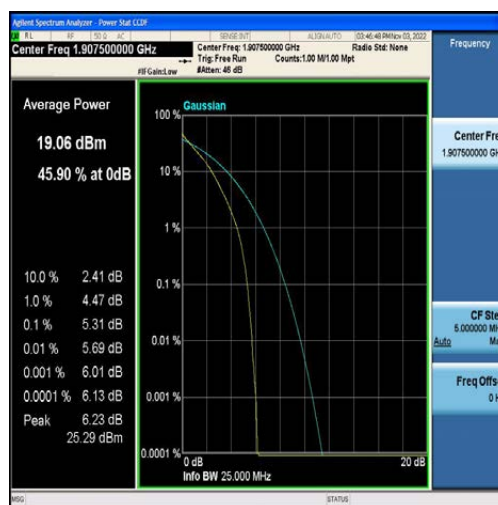 Agilent Spectrum Analyzer - Power Stat CCDF
RL RF 50 Ω AC SENSE:INT ALIGN AUTO 03:46:48 PM Nov 03, 2022
Center Freq 1.907500000 GHz
Center Freq: 1.907500000 GHz
Radio Std: None
Trig: Free Run
Counts:1.00 M/1.00 Mpt
#IFGain:Low
#Atten: 46 dB
Frequency
Average Power
19.06 dBm
45.90 % at 0dB
10.0 % 2.41 dB
1.0 % 4.47 dB
0.1 % 5.31 dB
0.01 % 5.69 dB
0.001 % 6.01 dB
0.0001 % 6.13 dB
Peak 6.23 dB
25.29 dBm
Gaussian
100 %
10 %
1 %
0.1 %
0.01 %
0.001 %
0.0001 %
0 dB
20 dB
Info BW 25.000 MHz
Center Fre
1.907500000 GH
CF Ste
5.000000 MH
Auto Ma
Freq Offs
0 H
MSG
STATUS